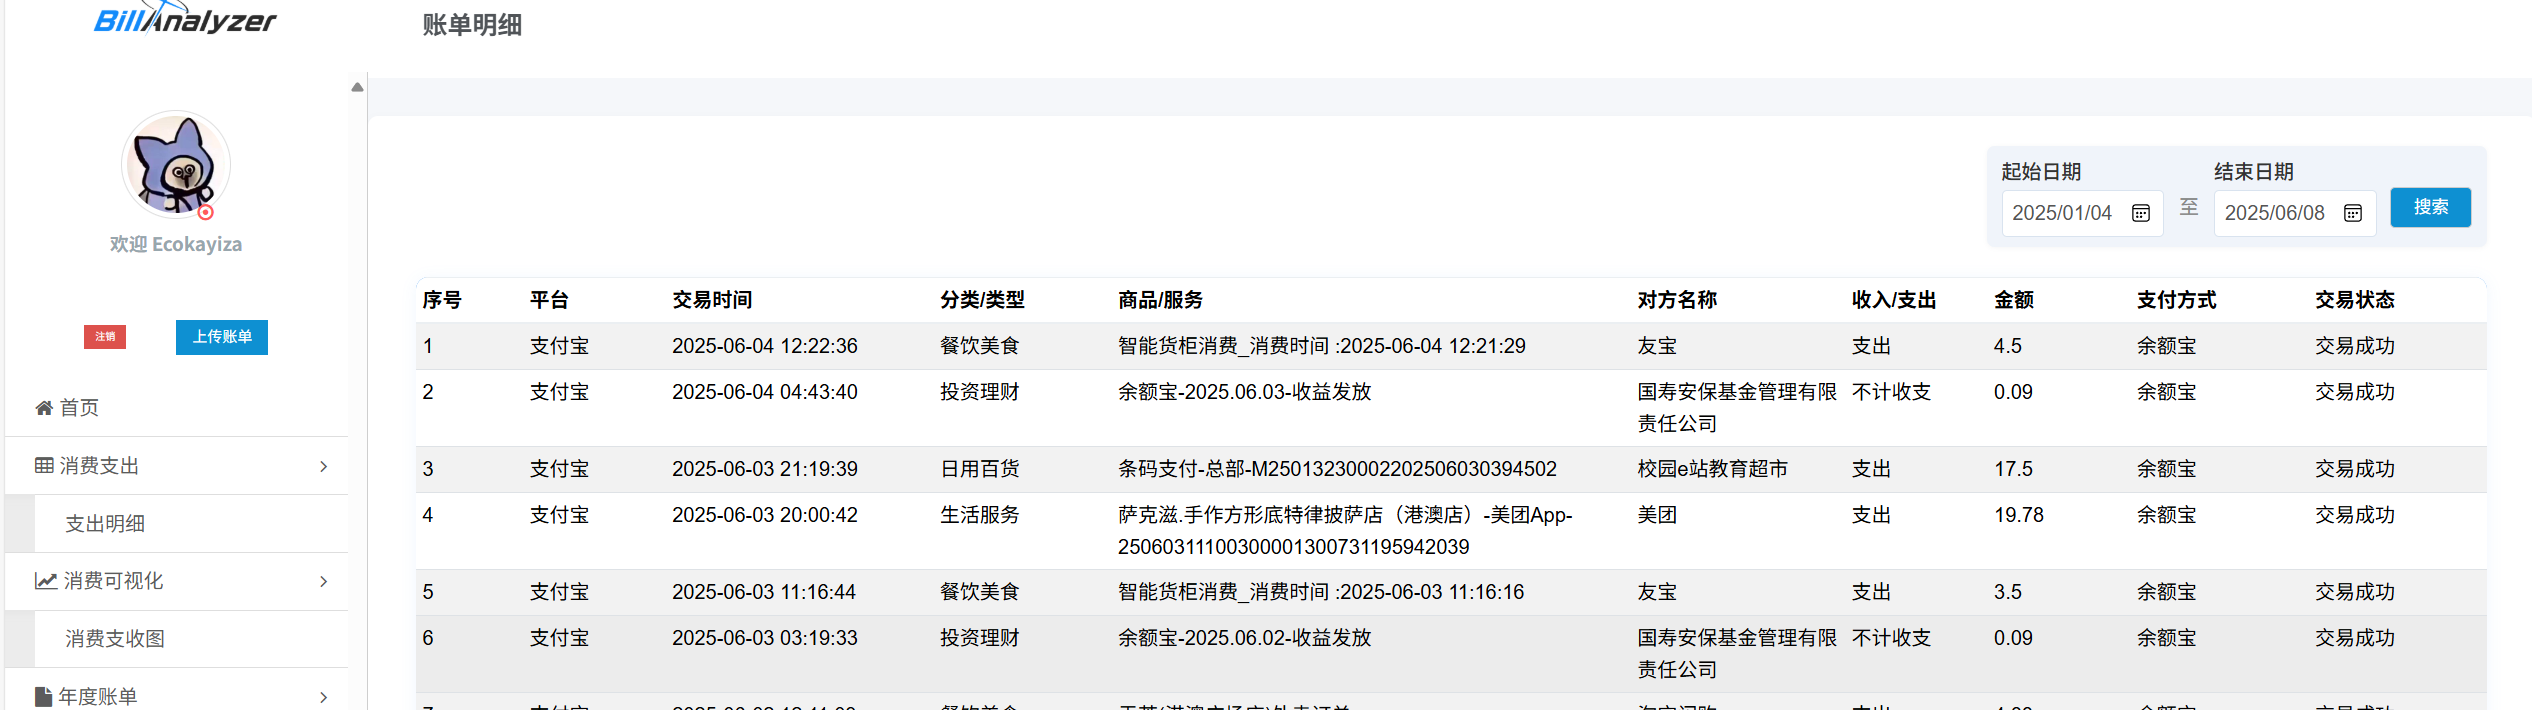 BillAnalyzer
账单明细
欢迎 Ecokayiza
注销
上传账单
首页
消费支出
支出明细
消费可视化
消费支收图
年度账单
起始日期
结束日期
2025/01/04
至
2025/06/08
搜索
序号 平台 交易时间 分类/类型 商品/服务 对方名称 收入/支出 金额 支付方式 交易状态
1 支付宝 2025-06-04 12:22:36 餐饮美食 智能货柜消费_消费时间 :2025-06-04 12:21:29 友宝 支出 4.5 余额宝 交易成功
2 支付宝 2025-06-04 04:43:40 投资理财 余额宝-2025.06.03-收益发放 国寿安保基金管理有限 不计收支 0.09 余额宝 交易成功
责任公司
3 支付宝 2025-06-03 21:19:39 日用百货 条码支付-总部-M25013230002202506030394502 校园e站教育超市 支出 17.5 余额宝 交易成功
4 支付宝 2025-06-03 20:00:42 生活服务 萨克滋.手作方形底特律披萨店（港澳店）-美团App- 美团 支出 19.78 余额宝 交易成功
25060311100300001300731195942039
5 支付宝 2025-06-03 11:16:44 餐饮美食 智能货柜消费_消费时间 :2025-06-03 11:16:16 友宝 支出 3.5 余额宝 交易成功
6 支付宝 2025-06-03 03:19:33 投资理财 余额宝-2025.06.02-收益发放 国寿安保基金管理有限 不计收支 0.09 余额宝 交易成功
责任公司